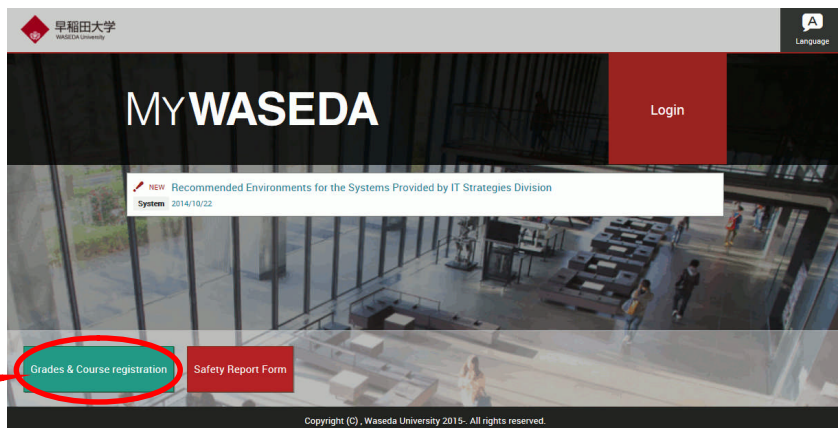 早稲田大学
WASEDA University
A
Language
MYWASEDA
Login
NEW Recommended Environments for the Systems Provided by IT Strategies Division
System 2014/10/22
Grades & Course registration
Safety Report Form
Copyright (C) , Waseda University 2015-. All rights reserved.